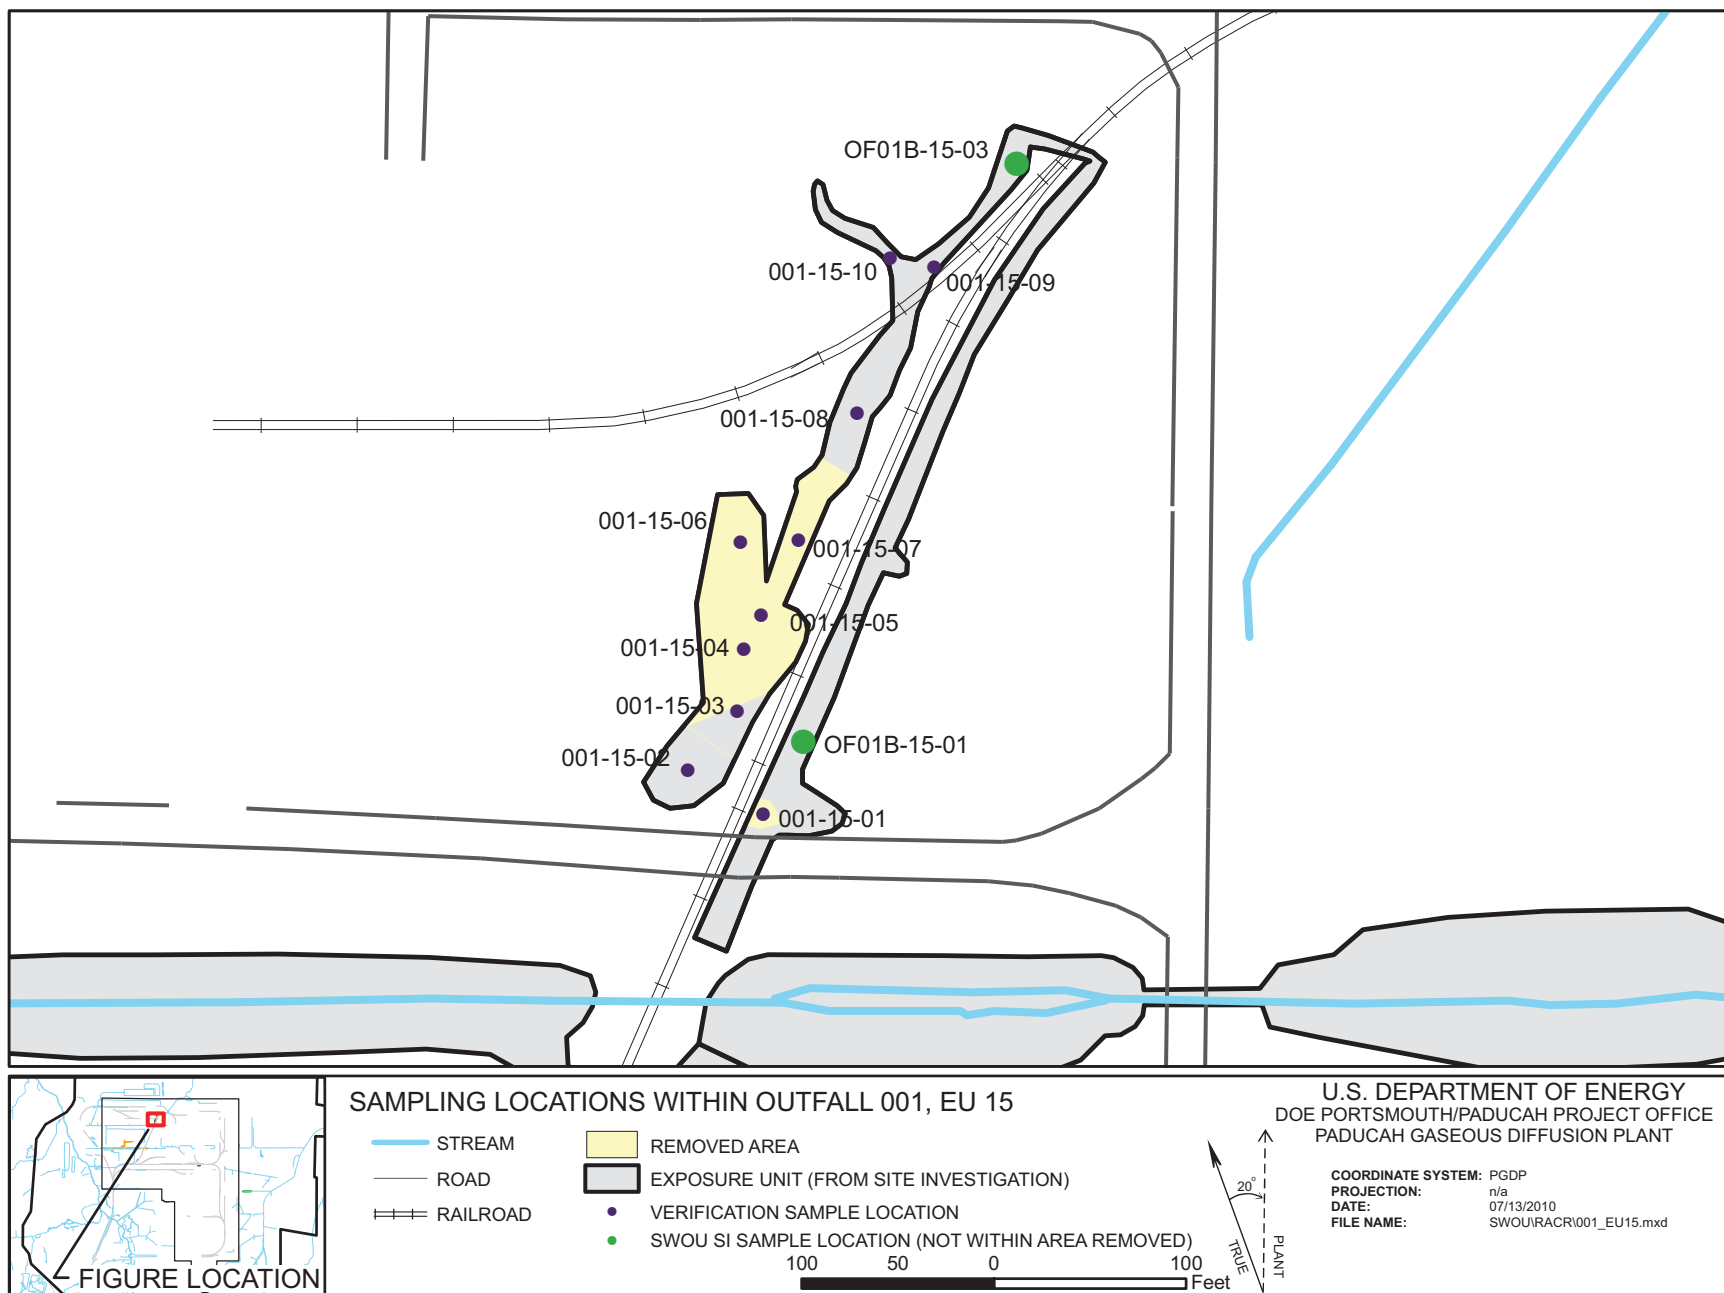 OF01B-15-03
001-15-10
001-15-09
001-15-08
001-15-06
001-15-07
001-15-05
001-15-04
001-15-03
OF01B-15-01
001-15-02
001-15-01
FIGURE LOCATION
SAMPLING LOCATIONS WITHIN OUTFALL 001, EU 15
STREAM
ROAD
RAILROAD
REMOVED AREA
EXPOSURE UNIT (FROM SITE INVESTIGATION)
VERIFICATION SAMPLE LOCATION
SWOU SI SAMPLE LOCATION (NOT WITHIN AREA REMOVED)
100 50 0 100
Feet
20°
TRUE
PLANT
U.S. DEPARTMENT OF ENERGY
DOE PORTSMOUTH/PADUCAH PROJECT OFFICE
PADUCAH GASEOUS DIFFUSION PLANT
COORDINATE SYSTEM: PGDP
PROJECTION: n/a
DATE: 07/13/2010
FILE NAME: SWOU\RACR\001_EU15.mxd